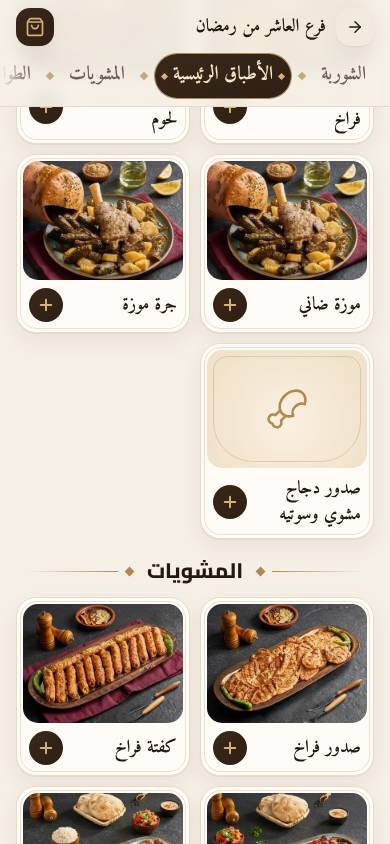 فرع العاشر من رمضان
الشوربة
الأطباق الرئيسية
المشويات
الطوا
فراخ
لحوم
موزة ضاني
جرة موزة
صدور دجاج
مشوي وسوتيه
المشويات
صدور فراخ
كفتة فراخ